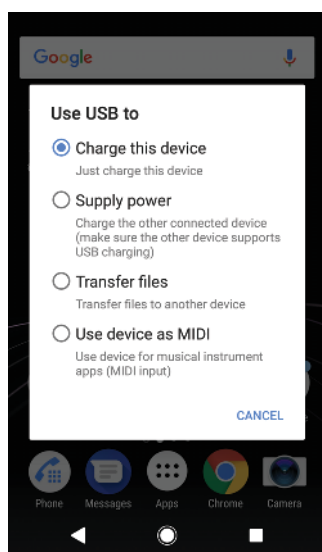 Google
Use USB to
Charge this device
Just charge this device
Supply power
Charge the other connected device
(make sure the other device supports
USB charging)
Transfer files
Transfer files to another device
Use device as MIDI
Use device for musical instrument
apps (MIDI input)
CANCEL
Phone Messages Apps Chrome Camera